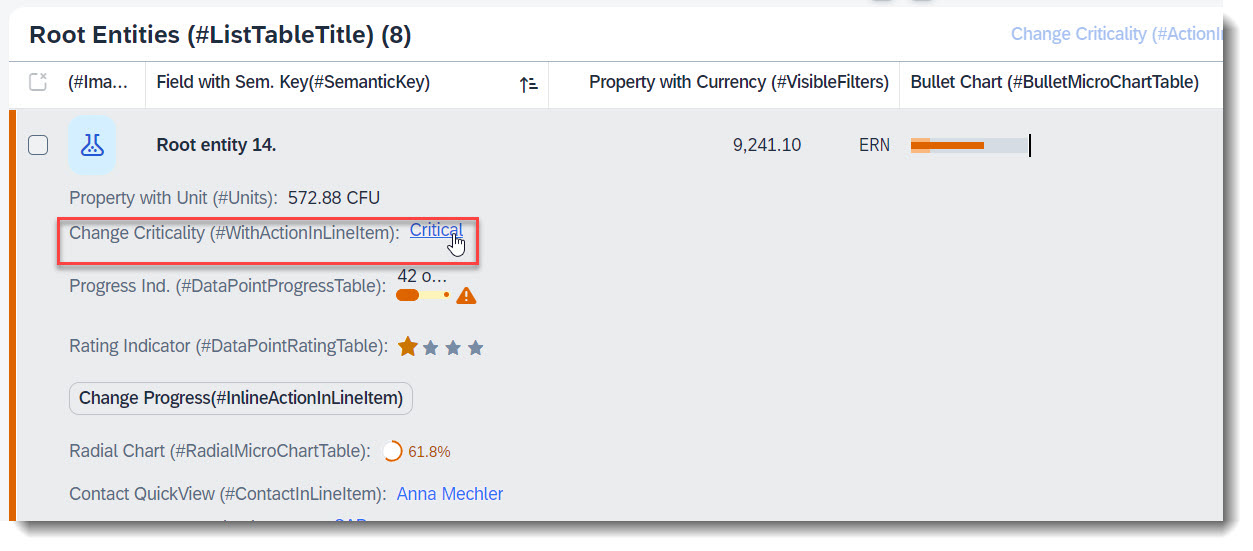 Root Entities (#ListTableTitle) (8)
Change Criticality (#ActionI
(#Ima... Field with Sem. Key(#SemanticKey) Property with Currency (#VisibleFilters) Bullet Chart (#BulletMicroChartTable)
Root entity 14. 9,241.10 ERN
Property with Unit (#Units): 572.88 CFU
Change Criticality (#WithActionInLineItem): Critical
42 o...
Progress Ind. (#DataPointProgressTable):
Rating Indicator (#DataPointRatingTable):
Change Progress(#InlineActionInLineItem)
Radial Chart (#RadialMicroChartTable): 61.8%
Contact QuickView (#ContactInLineItem): Anna Mechler